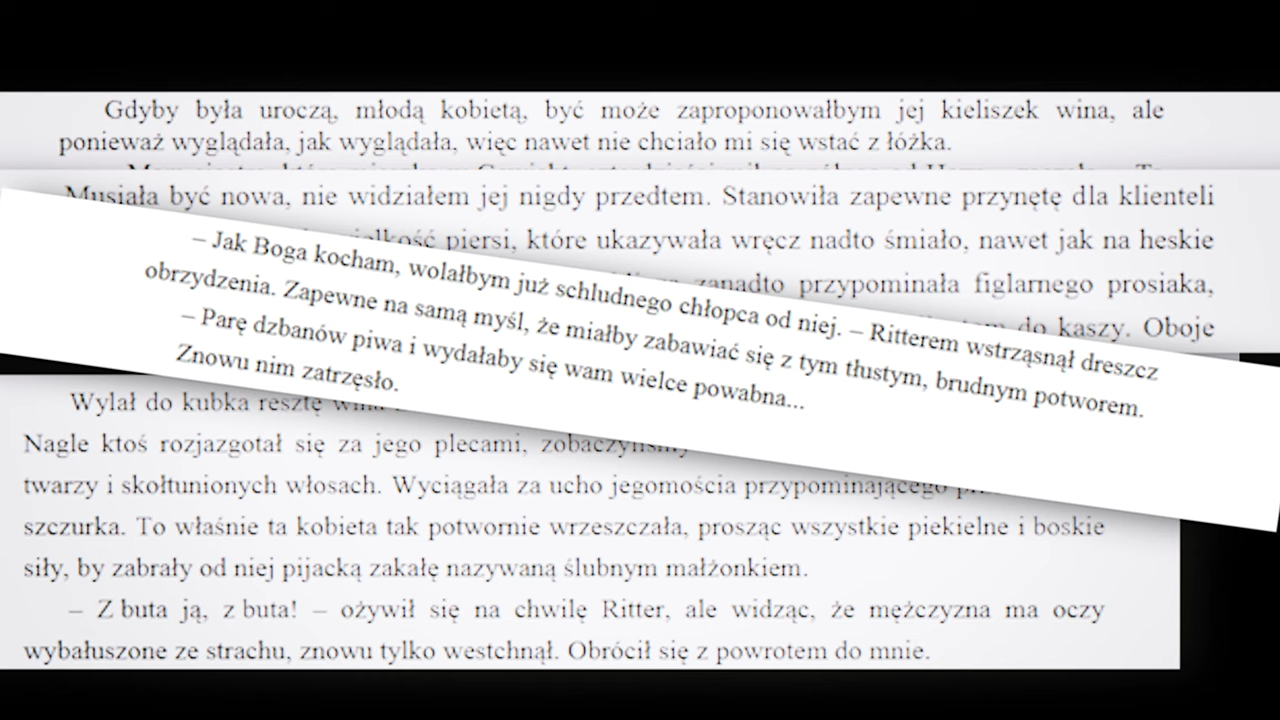 Gdyby była uroczą, młodą kobietą, być może zaproponowałbym jej kieliszek wina, ale
ponieważ wyglądała, jak wyglądała, więc nawet nie chciało mi się wstać z łóżka.
Musiała być nowa, nie widziałem jej nigdy przedtem. Stanowiła zapewne przynętę dla klienteli
piersi, które ukazywała wręcz nadto śmiało, nawet jak na heskie
zanadto przypominała figlarnego prosiaka,
do kaszy. Oboje
– Jak Boga kocham, wolałbym już schludnego chłopca od niej. – Ritterem wstrząsnął dreszcz
obrzydzenia. Zapewne na samą myśl, że miałby zabawiać się z tym tłustym, brudnym potworem.
– Parę dzbanów piwa i wydałaby się wam wielce powabna...
Znowu nim zatrzęsło.
Wylał do kubka resztę wina
Nagle ktoś rozjazgotał się za jego plecami,
twarzy i skołtunionych włosach. Wyciągała za ucho jegomościa przypominającego
szczurka. To właśnie ta kobieta tak potwornie wrzeszczała, prosząc wszystkie piekielne i boskie
siły, by zabrały od niej pijacką zakałę nazywaną ślubnym małżonkiem.
– Z buta ją, z buta! – ożywił się na chwilę Ritter, ale widząc, że mężczyzna ma oczy
wybałuszone ze strachu, znowu tylko westchnął. Obrócił się z powrotem do mnie.